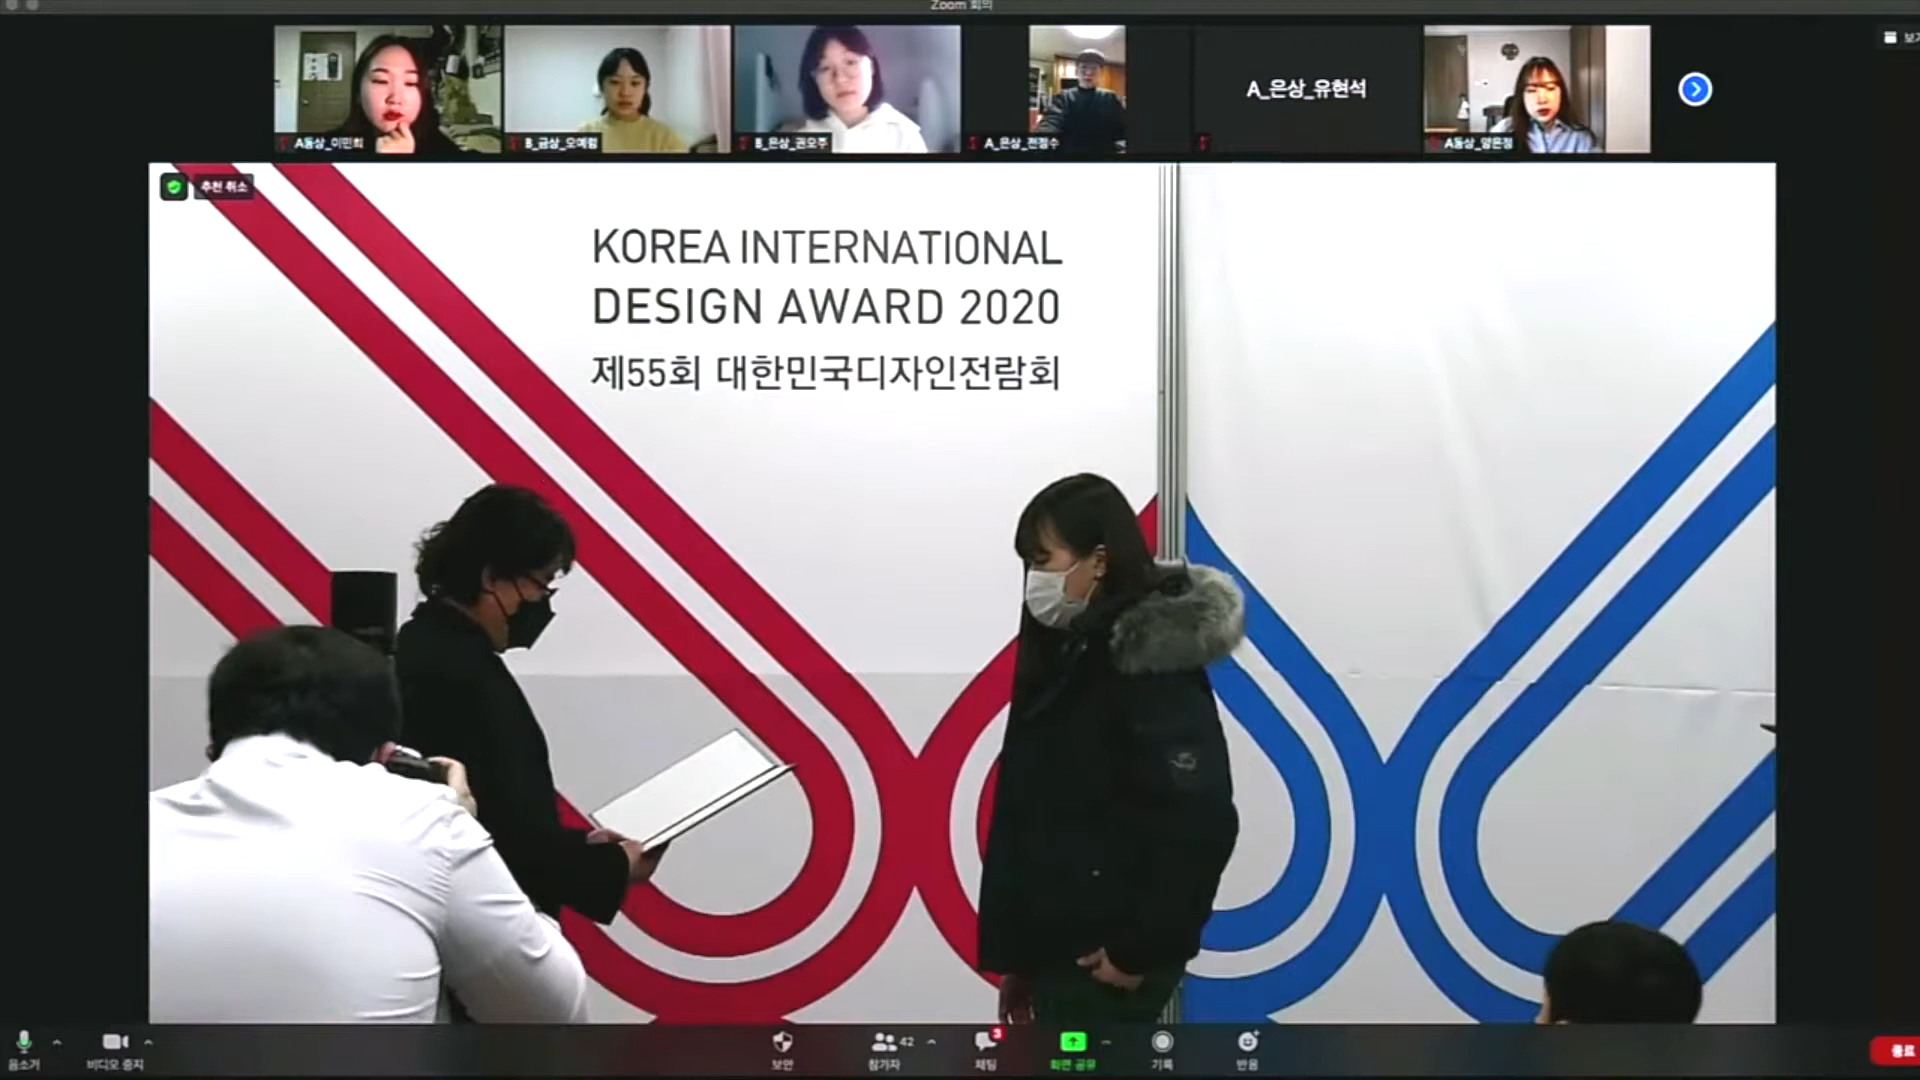 Zoom 회의
보기
A_은상_유현석
A동상_이민희
B_금상_오예림
B_은상_권오주
A_은상_전정수
A동상_양은정
추천 취소
KOREA INTERNATIONAL
DESIGN AWARD 2020
제55회 대한민국디자인전람회
음소거
비디오 중지
보안
42
참가자
3
채팅
화면 공유
기록
반응
종료